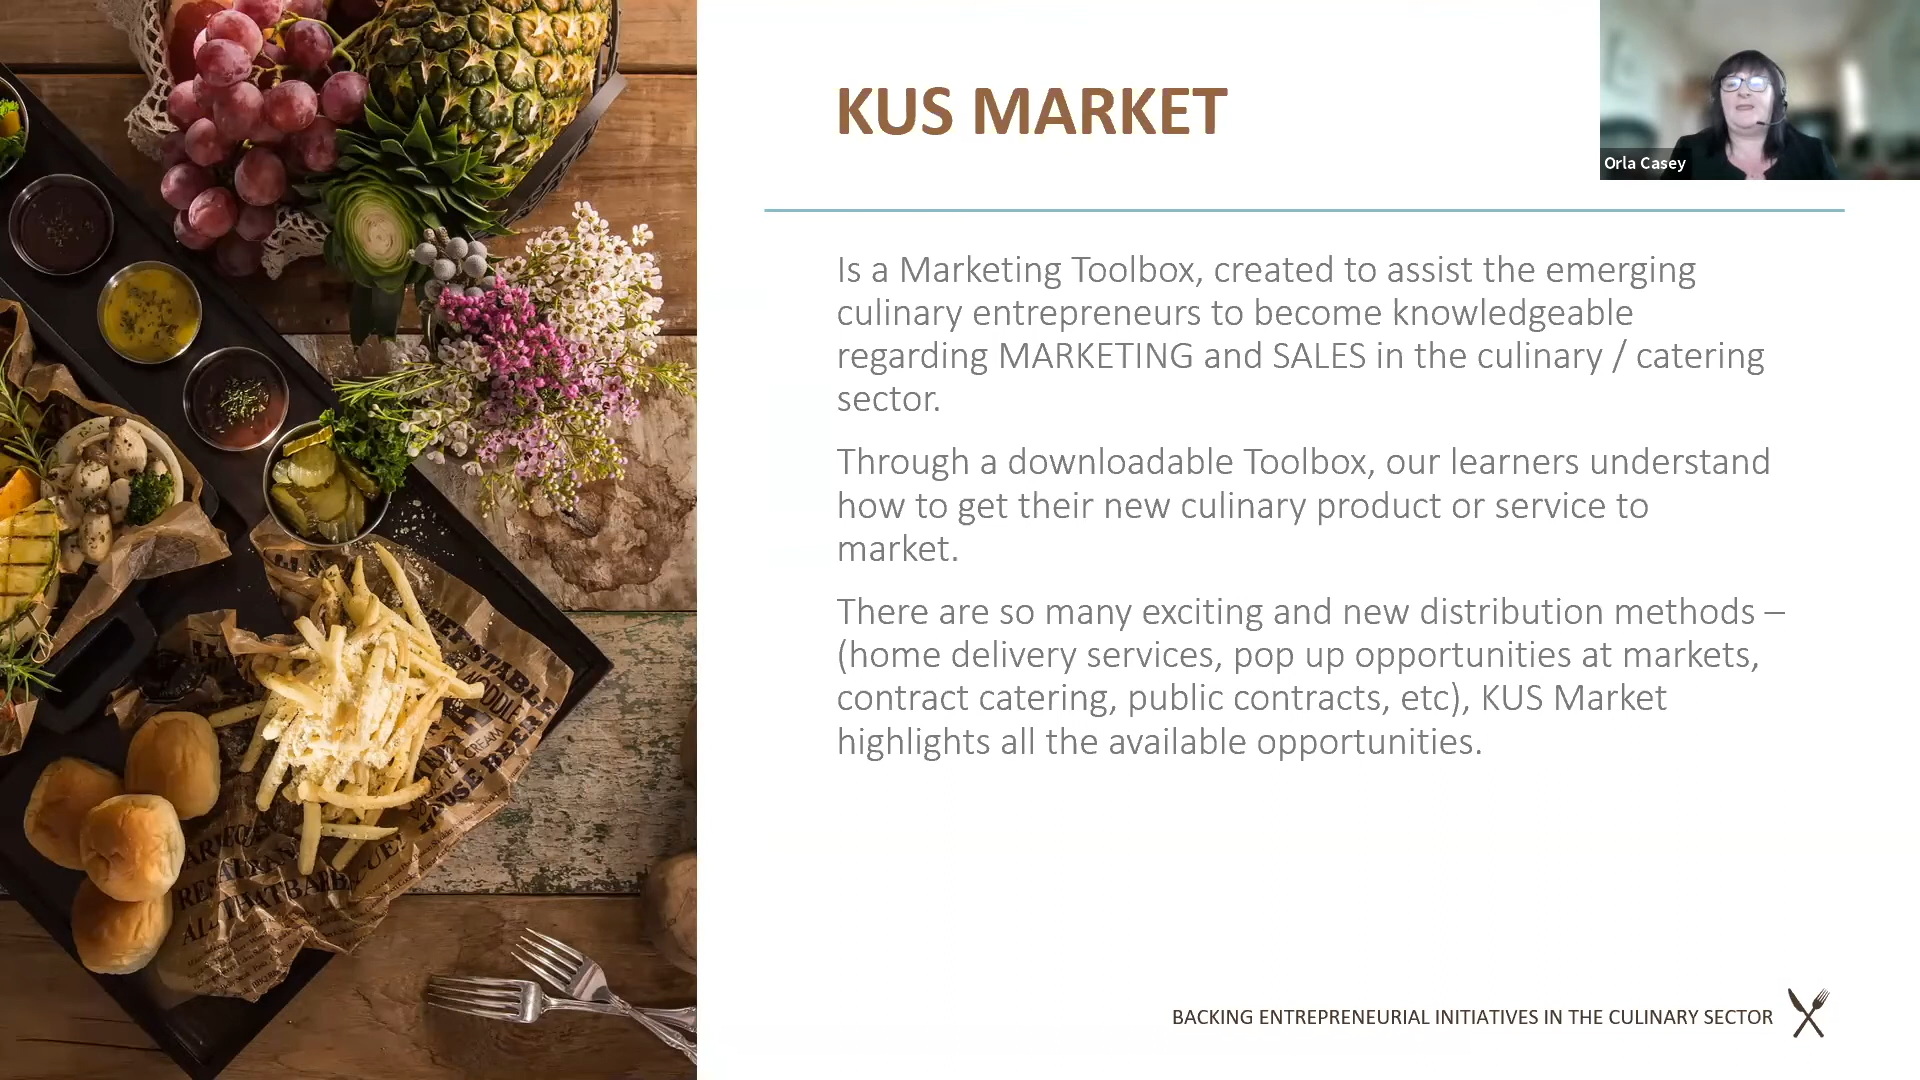 KUS MARKET
Orla Casey
Is a Marketing Toolbox, created to assist the emerging
culinary entrepreneurs to become knowledgeable
regarding MARKETING and SALES in the culinary / catering
sector.
Through a downloadable Toolbox, our learners understand
how to get their new culinary product or service to
market.
There are so many exciting and new distribution methods –
(home delivery services, pop up opportunities at markets,
contract catering, public contracts, etc), KUS Market
highlights all the available opportunities.
BACKING ENTREPRENEURIAL INITIATIVES IN THE CULINARY SECTOR